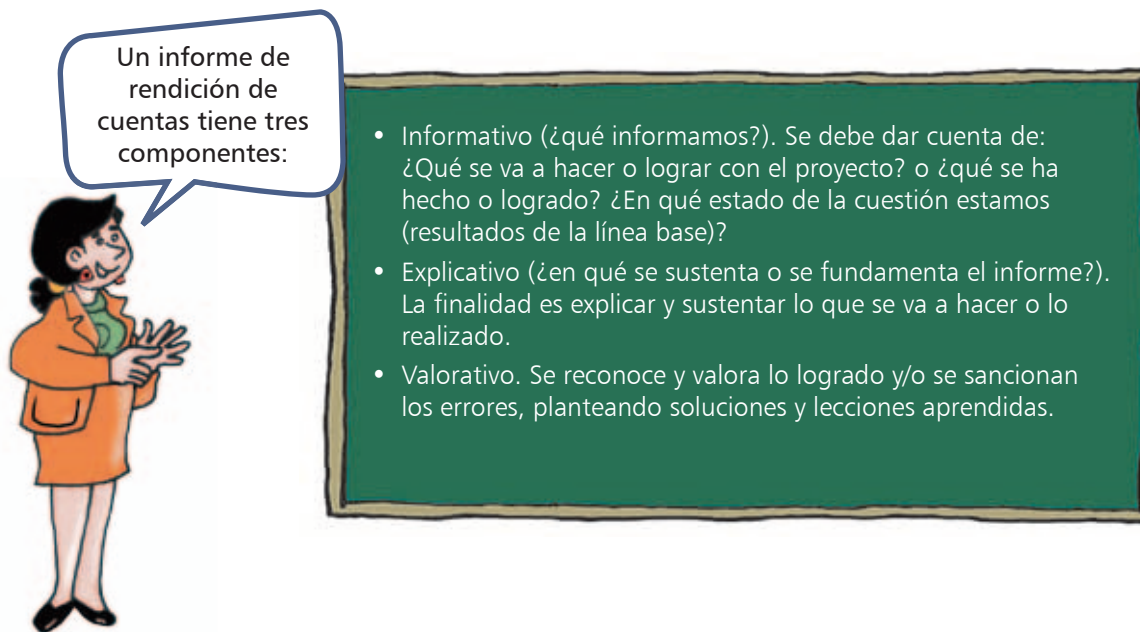 Un informe de
rendición de
cuentas tiene tres
componentes:
• Informativo (¿qué informamos?). Se debe dar cuenta de:
¿Qué se va a hacer o lograr con el proyecto? o ¿qué se ha
hecho o logrado? ¿En qué estado de la cuestión estamos
(resultados de la línea base)?
• Explicativo (¿en qué se sustenta o se fundamenta el informe?).
La finalidad es explicar y sustentar lo que se va a hacer o lo
realizado.
• Valorativo. Se reconoce y valora lo logrado y/o se sancionan
los errores, planteando soluciones y lecciones aprendidas.